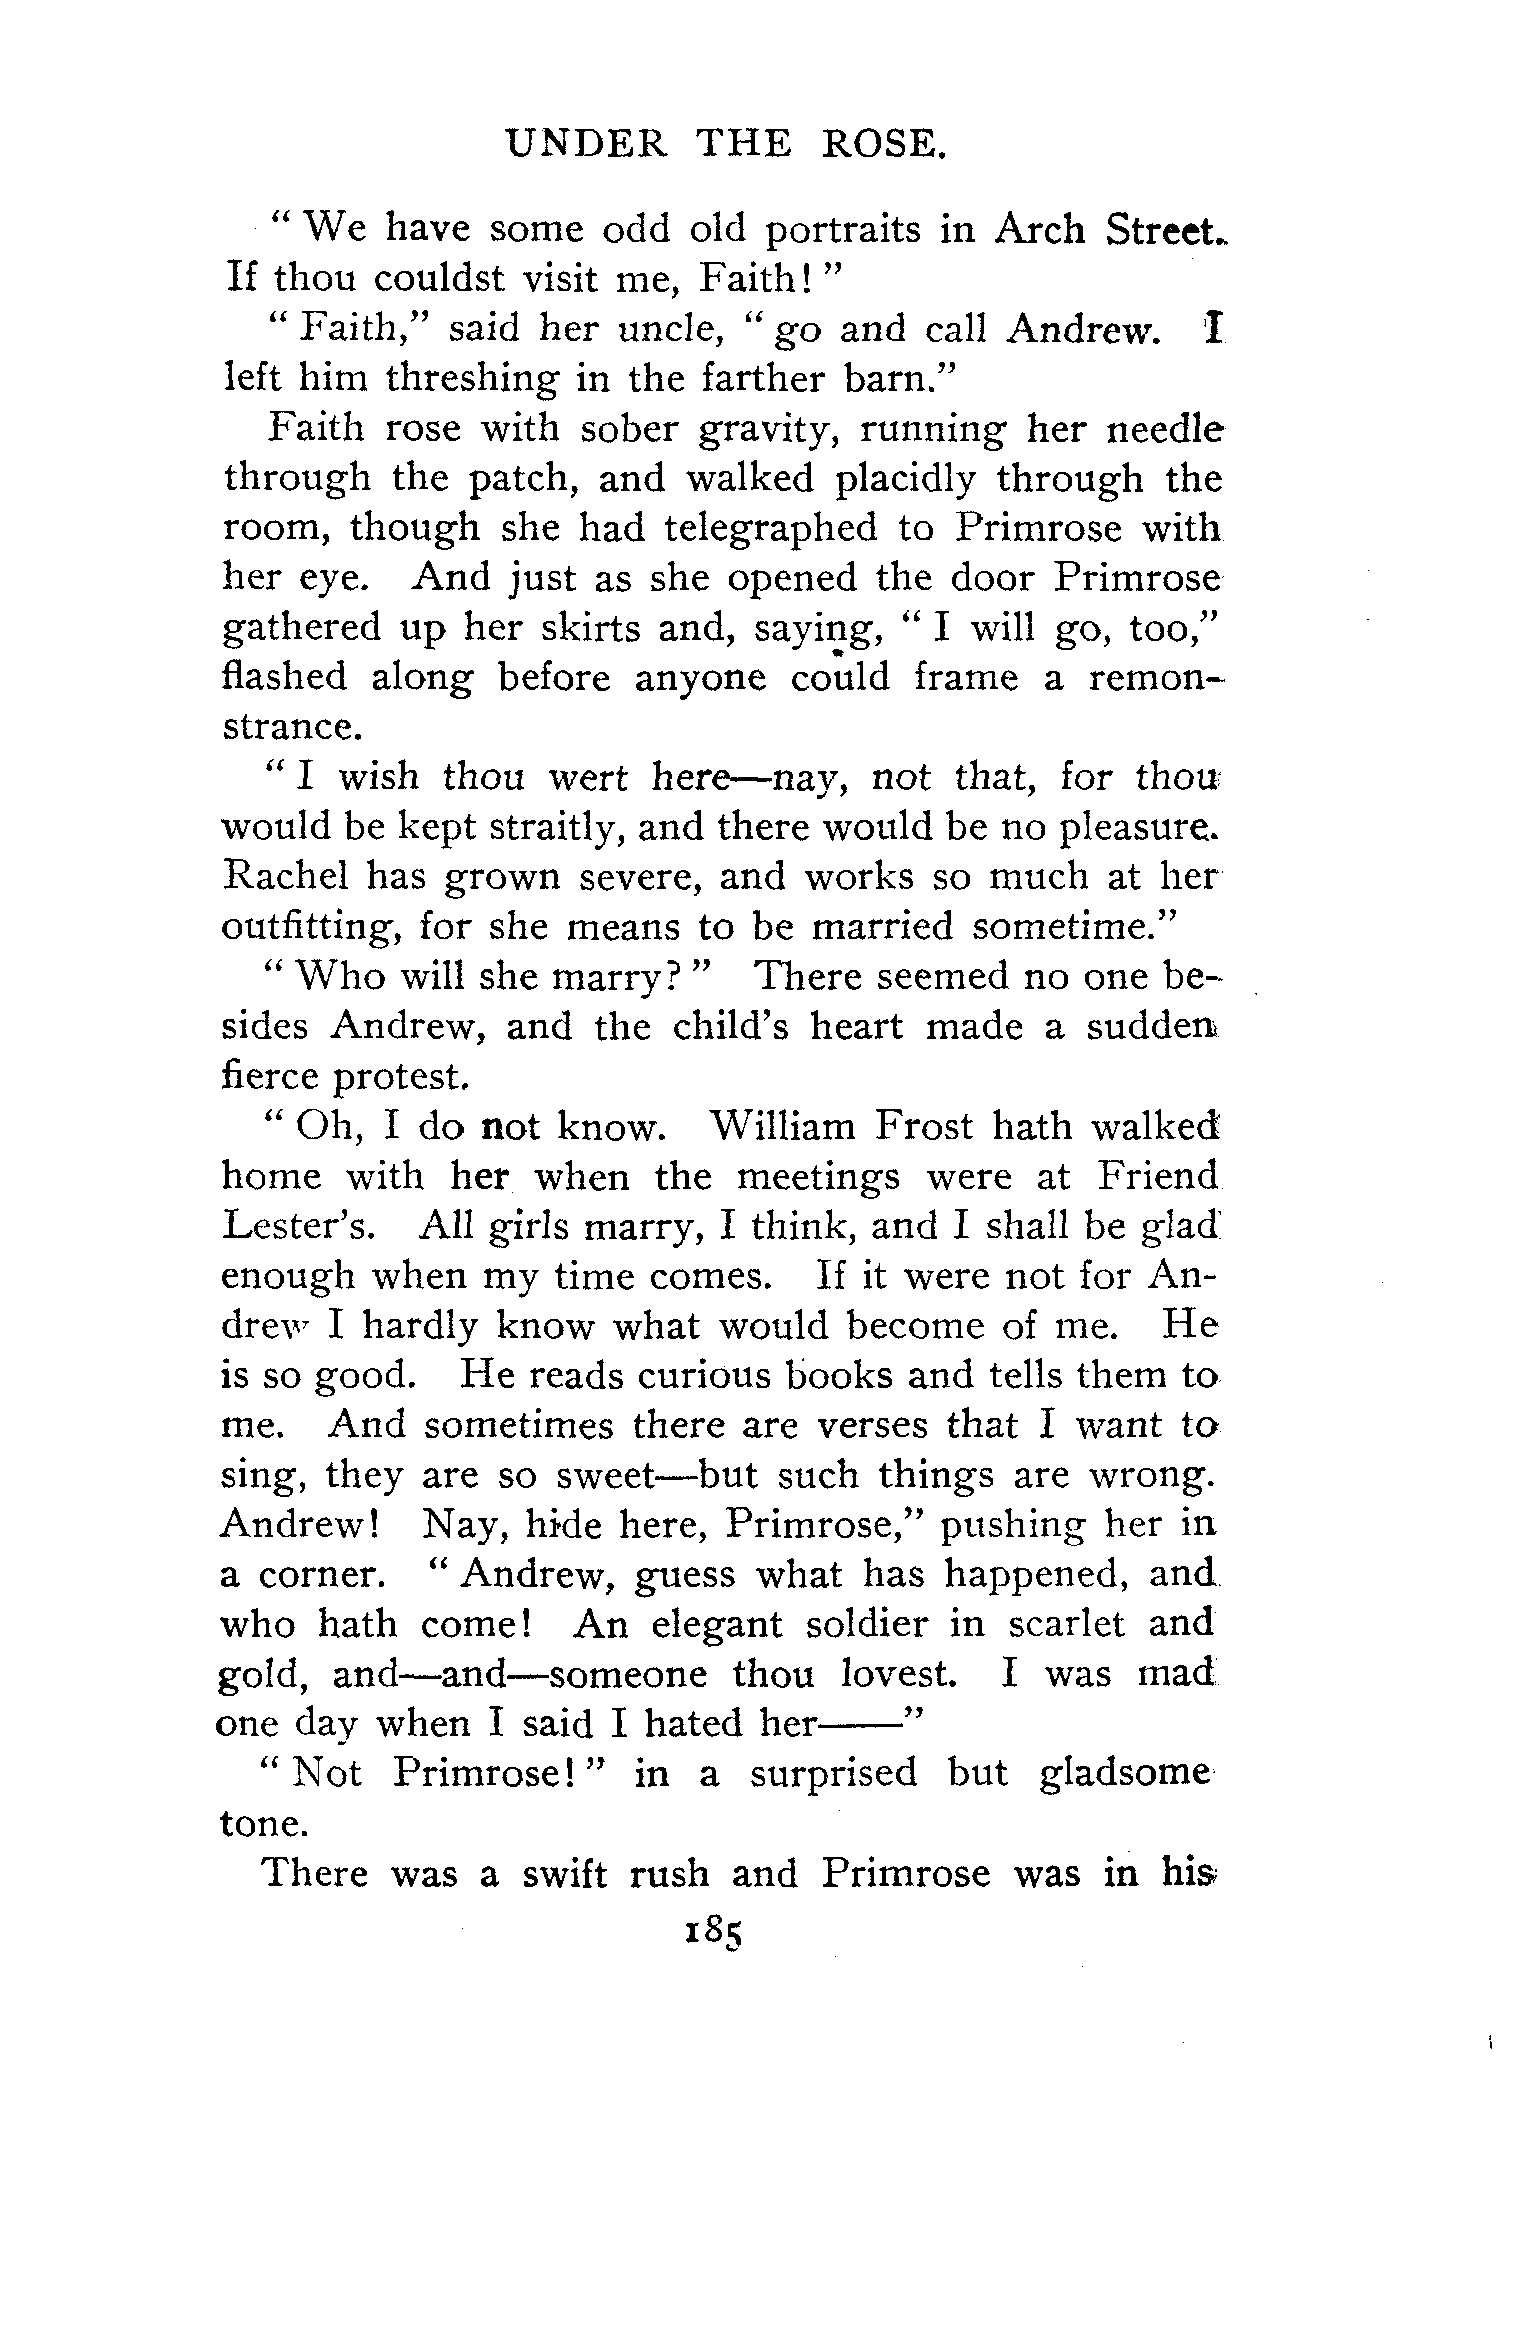 UNDER THE ROSE.
“ We have some odd old portraits in Arch Street.
If thou couldst visit me, Faith! ”
“ Faith,” said her uncle, “ go and call Andrew. I
left him threshing in the farther barn.”
Faith rose with sober gravity, running her needle
through the patch, and walked placidly through the
room, though she had telegraphed to Primrose with
her eye. And just as she opened the door Primrose
gathered up her skirts and, saying, “ I will go, too,”
flashed along before anyone could frame a remon-
strance.
“ I wish thou wert here—nay, not that, for thou
would be kept straitly, and there would be no pleasure.
Rachel has grown severe, and works so much at her
outfitting, for she means to be married sometime.”
“ Who will she marry? ” There seemed no one be-
sides Andrew, and the child’s heart made a sudden
fierce protest.
“ Oh, I do not know. William Frost hath walked
home with her when the meetings were at Friend
Lester’s. All girls marry, I think, and I shall be glad
enough when my time comes. If it were not for An-
drew I hardly know what would become of me. He
is so good. He reads curious books and tells them to
me. And sometimes there are verses that I want to
sing, they are so sweet—but such things are wrong.
Andrew! Nay, hide here, Primrose,” pushing her in
a corner. “ Andrew, guess what has happened, and
who hath come! An elegant soldier in scarlet and
gold, and—and—someone thou lovest. I was mad
one day when I said I hated her——”
“ Not Primrose! ” in a surprised but gladsome
tone.
There was a swift rush and Primrose was in his
185